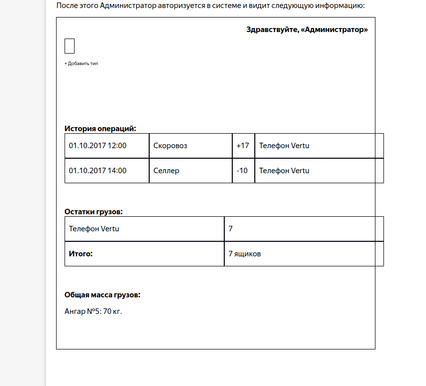 После этого Администратор авторизуется в системе и видит следующую информацию:
Здравствуйте, «Администратор»
+ Добавить тип
История операций:
01.10.2017 12:00 Скоровоз +17 Телефон Vertu
01.10.2017 14:00 Селлер -10 Телефон Vertu
Остатки грузов:
Телефон Vertu 7
Итого: 7 ящиков
Общая масса грузов:
Ангар №5: 70 кг.